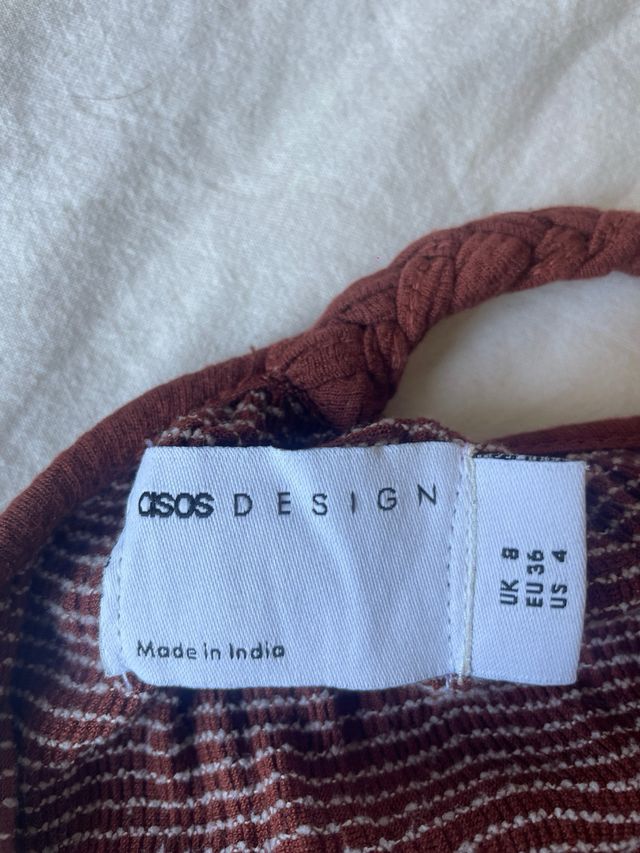 asos DESIGN
Made in India
UK 8
EU 36
US 4